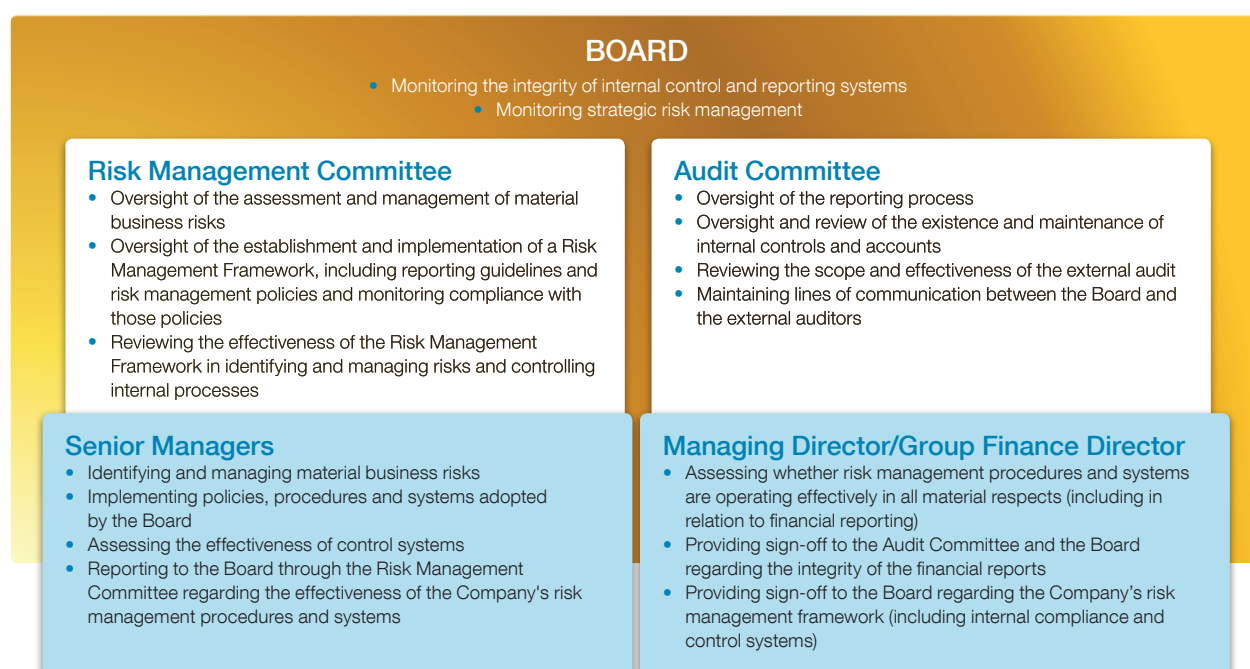 BOARD
• Monitoring the integrity of internal control and reporting systems
• Monitoring strategic risk management
Risk Management Committee
• Oversight of the assessment and management of material
business risks
• Oversight of the establishment and implementation of a Risk
Management Framework, including reporting guidelines and
risk management policies and monitoring compliance with
those policies
• Reviewing the effectiveness of the Risk Management
Framework in identifying and managing risks and controlling
internal processes
Audit Committee
• Oversight of the reporting process
• Oversight and review of the existence and maintenance of
internal controls and accounts
• Reviewing the scope and effectiveness of the external audit
• Maintaining lines of communication between the Board and
the external auditors
Senior Managers
• Identifying and managing material business risks
• Implementing policies, procedures and systems adopted
by the Board
• Assessing the effectiveness of control systems
• Reporting to the Board through the Risk Management
Committee regarding the effectiveness of the Company's risk
management procedures and systems
Managing Director/Group Finance Director
• Assessing whether risk management procedures and systems
are operating effectively in all material respects (including in
relation to financial reporting)
• Providing sign-off to the Audit Committee and the Board
regarding the integrity of the financial reports
• Providing sign-off to the Board regarding the Company’s risk
management framework (including internal compliance and
control systems)